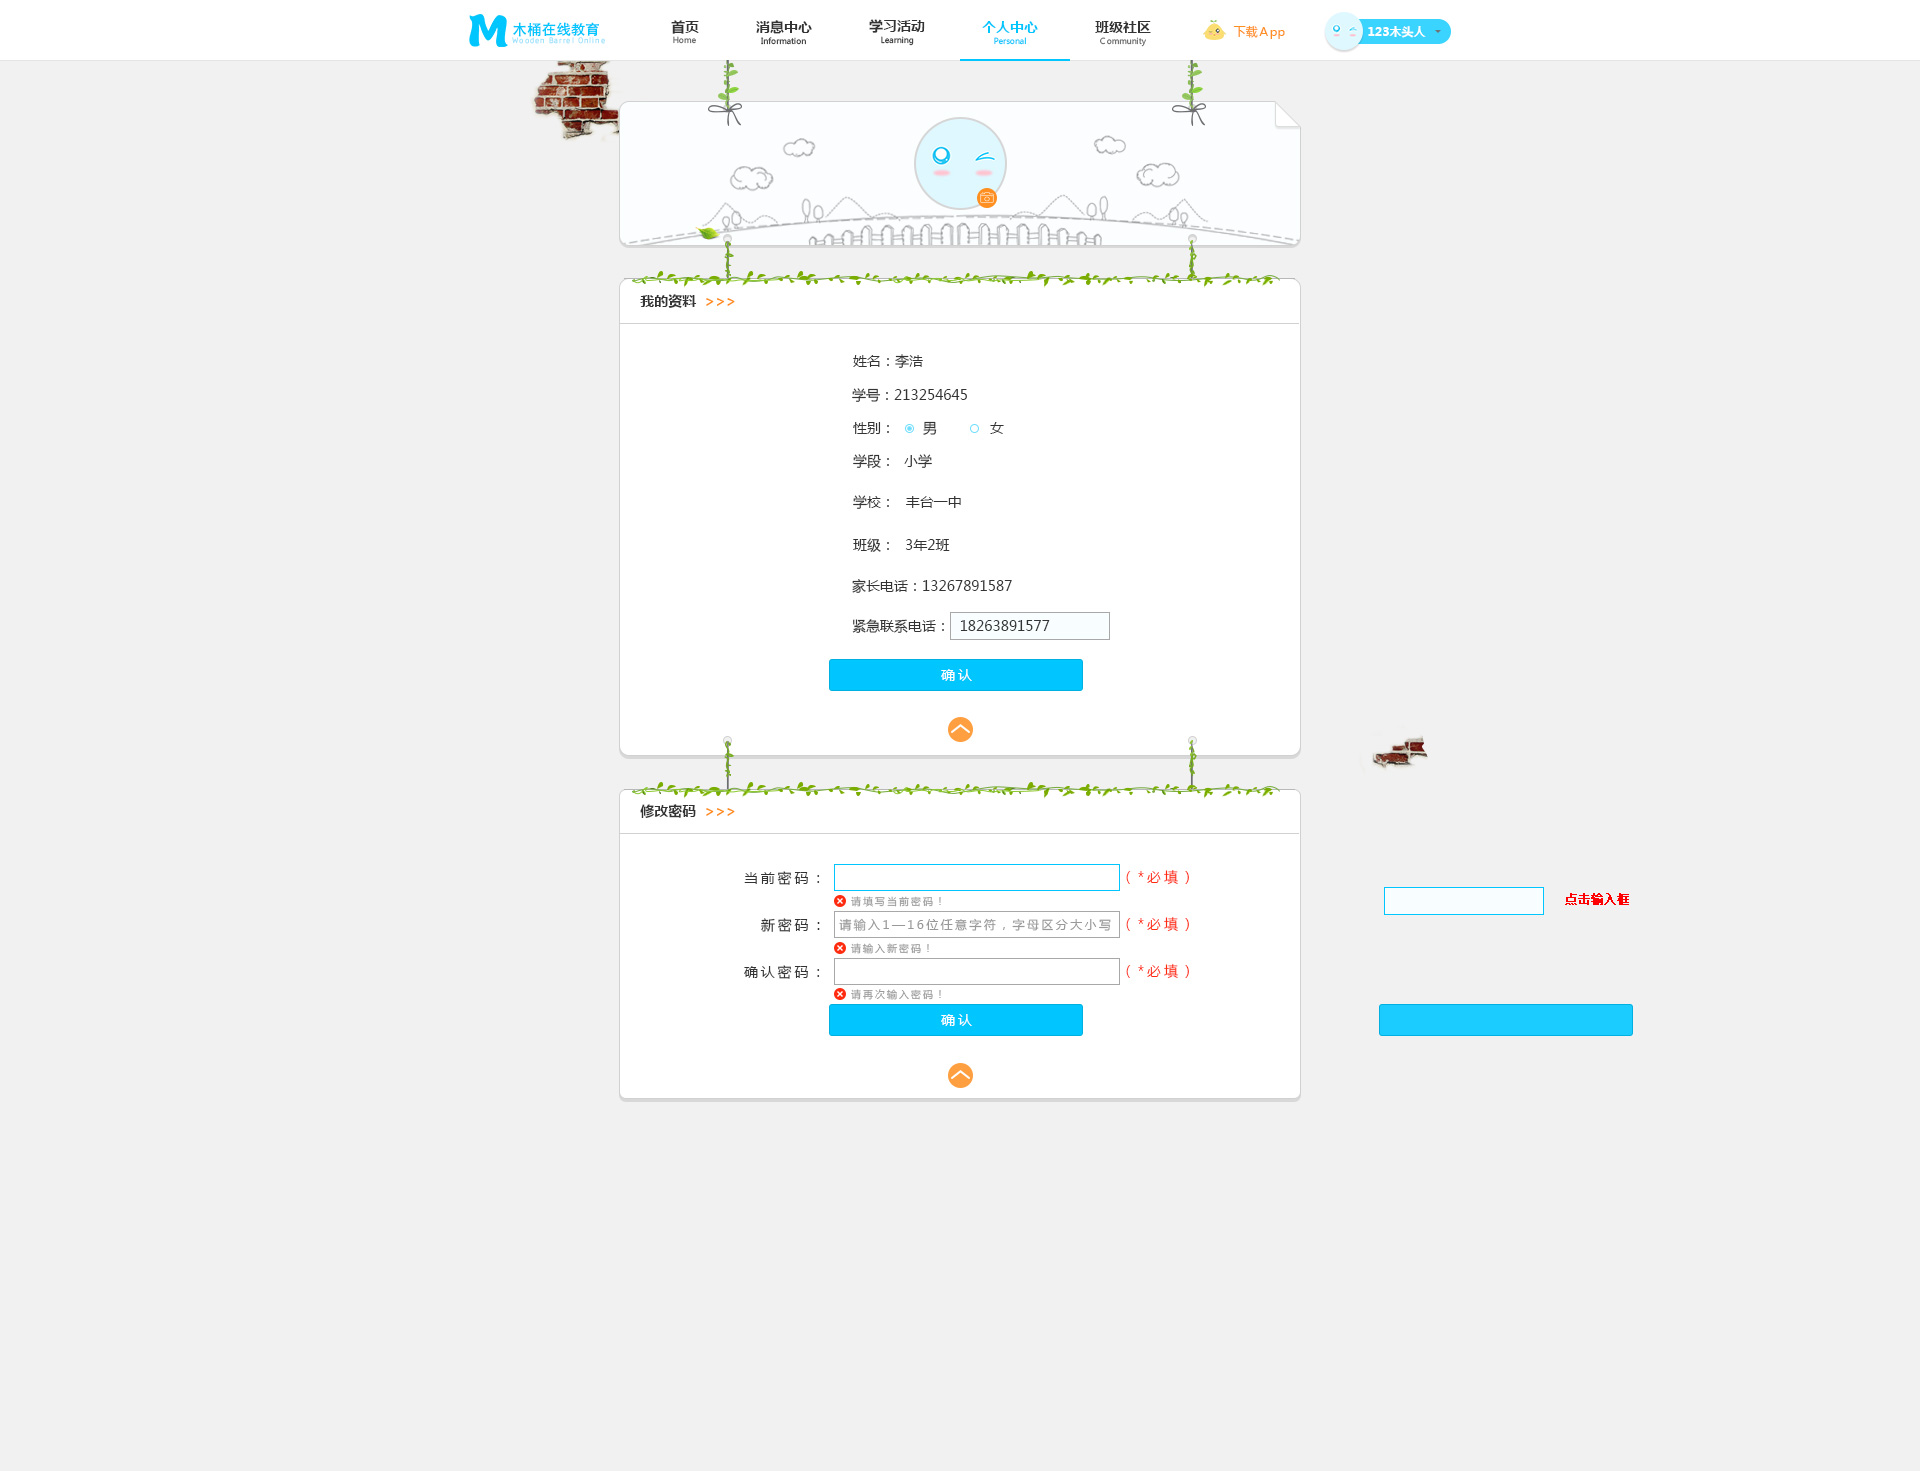 木桶在线教育
Wooden Barrel Online
首页
Home
消息中心
Information
学习活动
Learning
个人中心
Personal
班级社区
Community
下载App
123木头人
我的资料 >>>
姓名：李浩
学号：213254645
性别： 男 女
学段： 小学
学校： 丰台一中
班级： 3年2班
家长电话：13267891587
紧急联系电话： 18263891577
确认
修改密码 >>>
当前密码： （*必填）
请填写当前密码！
新密码： 请输入1—16位任意字符，字母区分大小写 （*必填）
请输入新密码！
确认密码： （*必填）
请再次输入密码！
确认
点击输入框